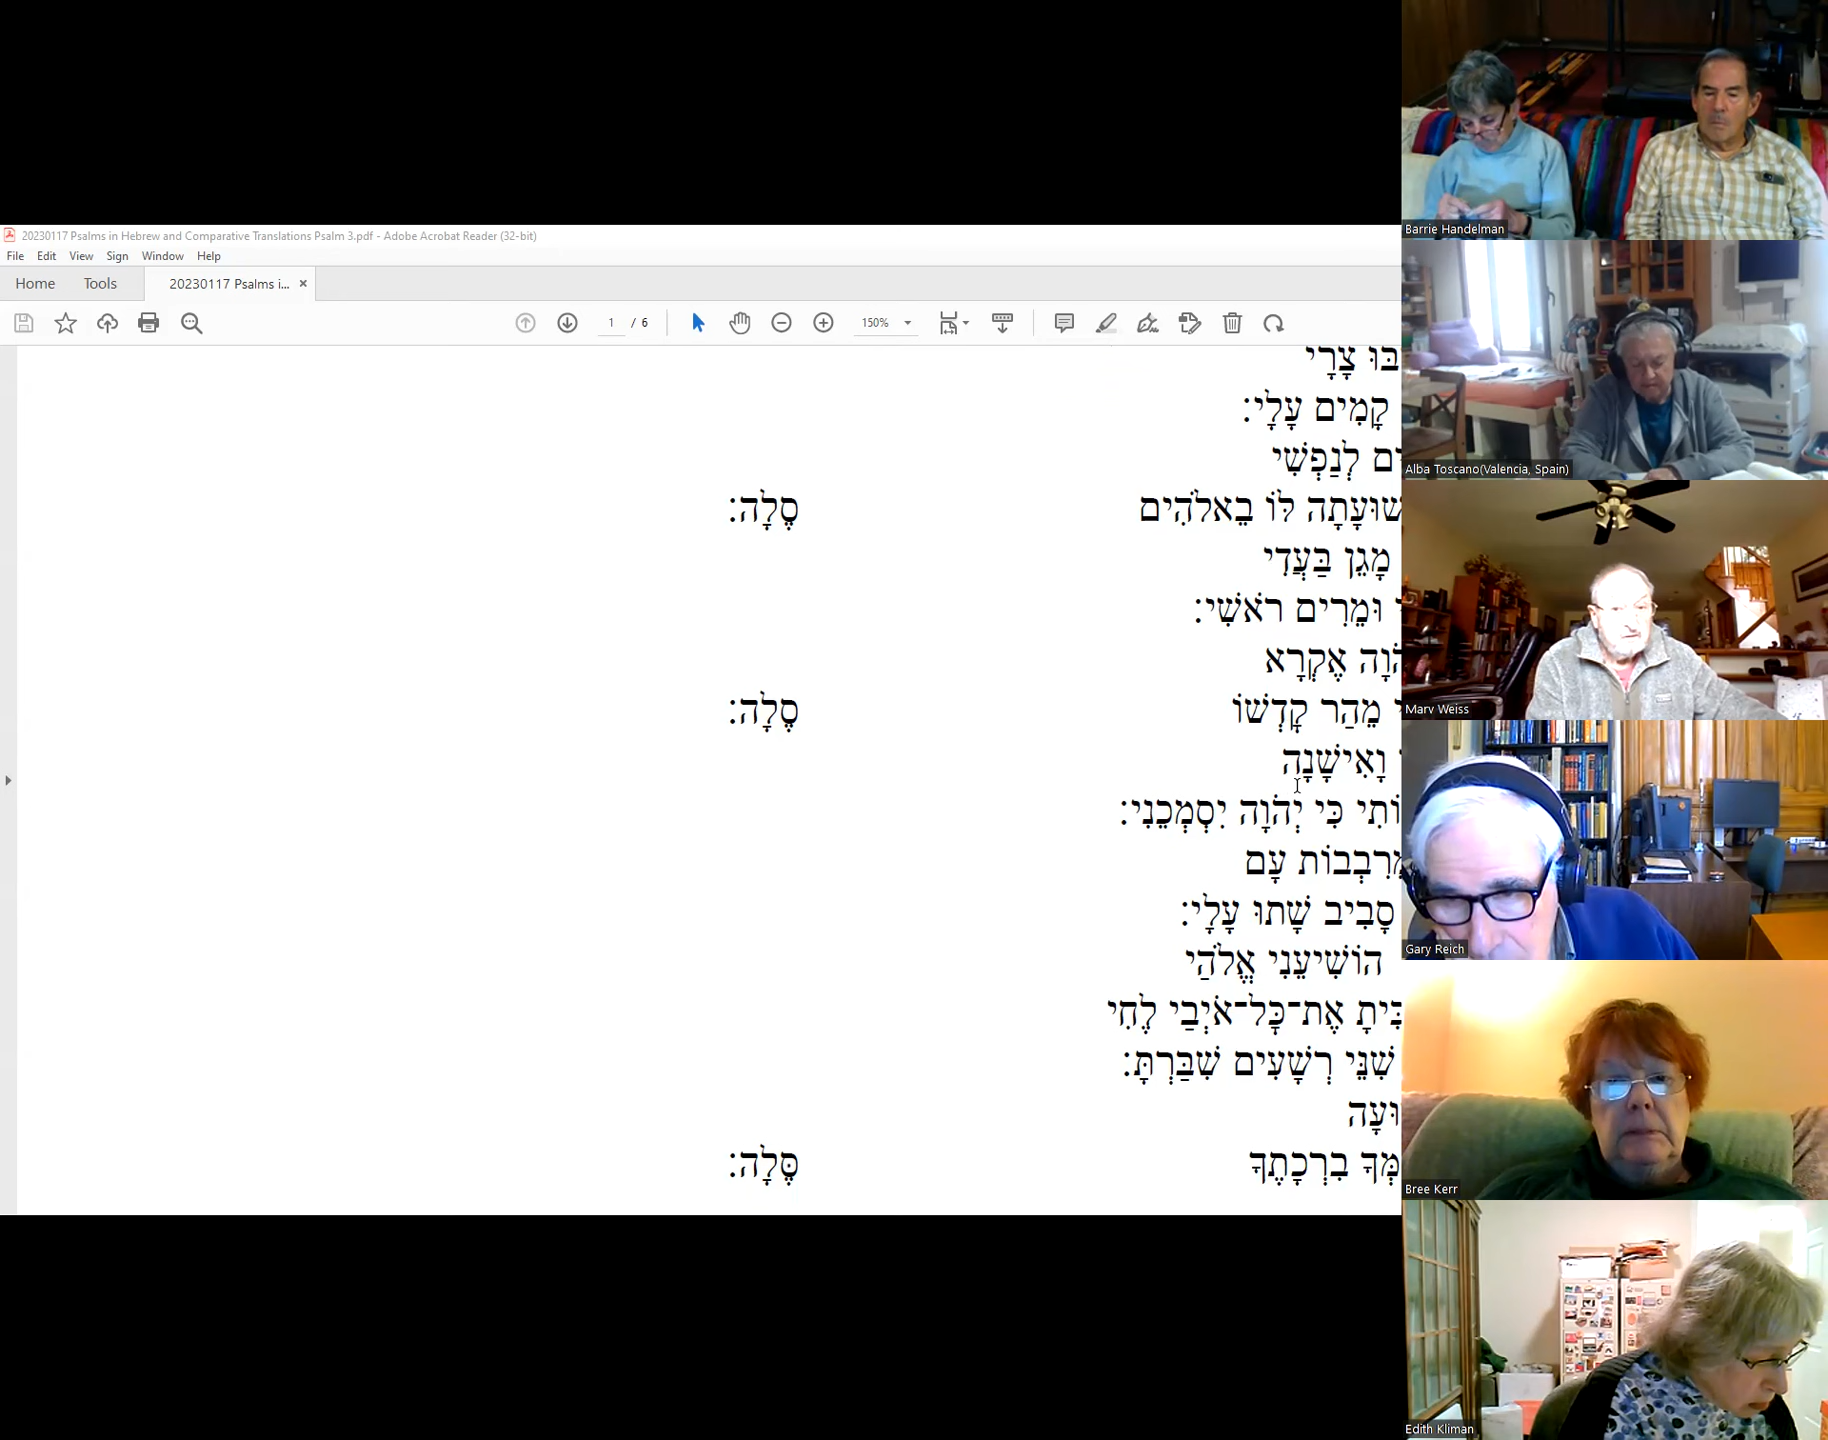 20230117 Psalms in Hebrew and Comparative Translations Psalm 3.pdf - Adobe Acrobat Reader (32-bit)
File Edit View Sign Window Help
Home Tools 20230117 Psalms i... ×
1 / 6 150%
צָרָי
קָמִים עָלָי׃
לְנַפְשִׁי
לּוֹ בֵאלֹהִים סֶלָה׃
מָגֵן בַּעֲדִי
וּמֵרִים רֹאשִׁי׃
אֶקְרָא
מֵהַר קָדְשׁוֹ סֶלָה׃
וָאִישָׁנָה
כִּי יְהֹוָה יִסְמְכֵנִי׃
עָם
סָבִיב שָׁתוּ עָלָי׃
הוֹשִׁיעֵנִי אֱלֹהַי
אֶת־כָּל־אֹיְבַי לֶחִי
שִׁנֵּי רְשָׁעִים שִׁבַּרְתָּ׃
וּעָה
בִרְכָתֶךָ סֶּלָה׃
Barrie Handelman
Alba Toscano(Valencia, Spain)
Marv Weiss
Gary Reich
Bree Kerr
Edith Kliman